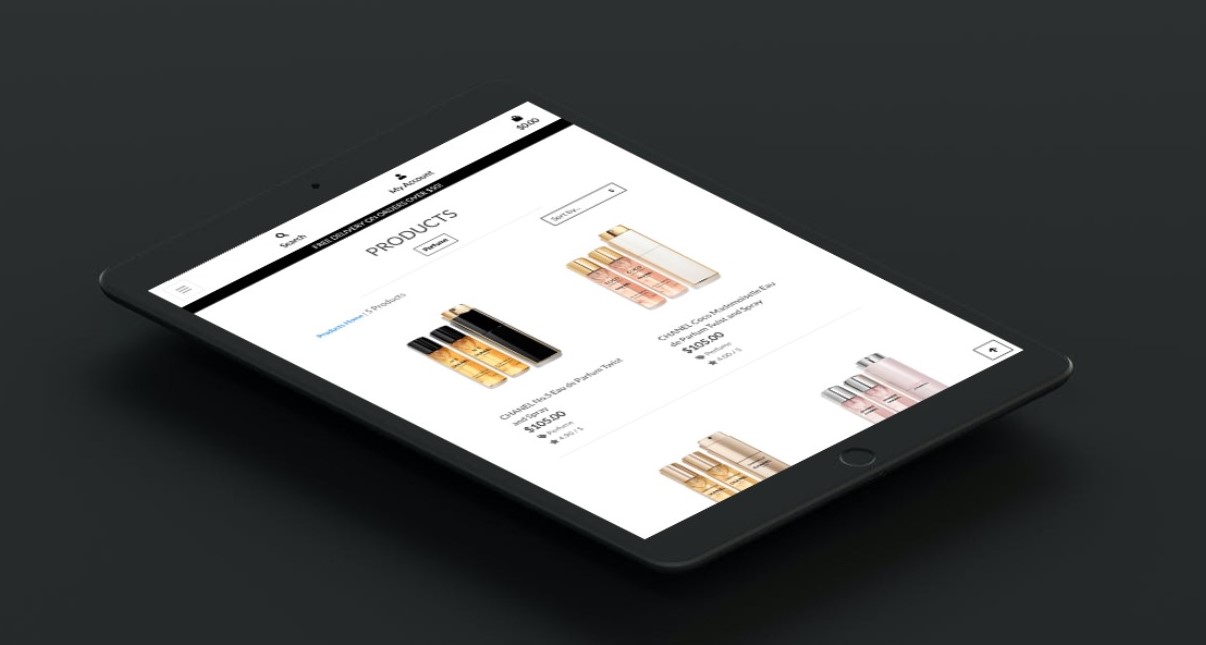 $0.00
My Account
Search
FREE DELIVERY ON ORDERS OVER $50!
PRODUCTS
Perfume
Sort by...
Products Home | 5 Products
CHANEL No.5 Eau de Parfum Twist
and Spray
$105.00
Perfume
4.90 / 5
CHANEL Coco Mademoiselle Eau
de Parfum Twist and Spray
$105.00
Perfume
4.60 / 5